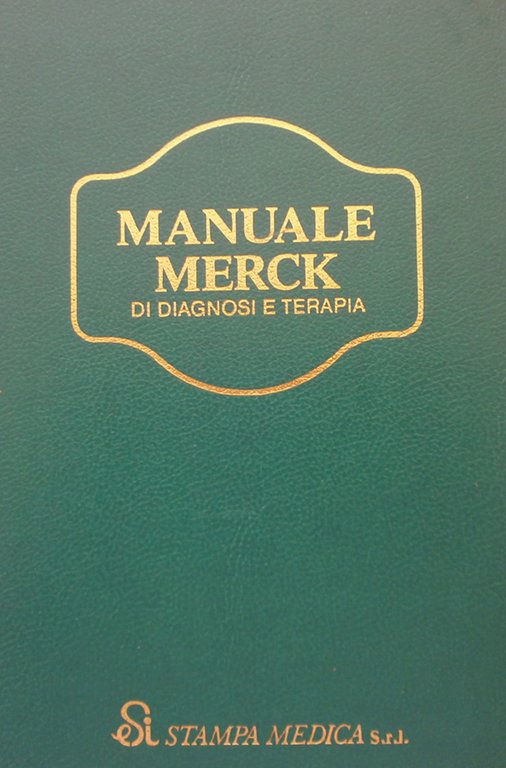 MANUALE
MERCK
DI DIAGNOSI E TERAPIA
Si STAMPA MEDICA S.r.l.